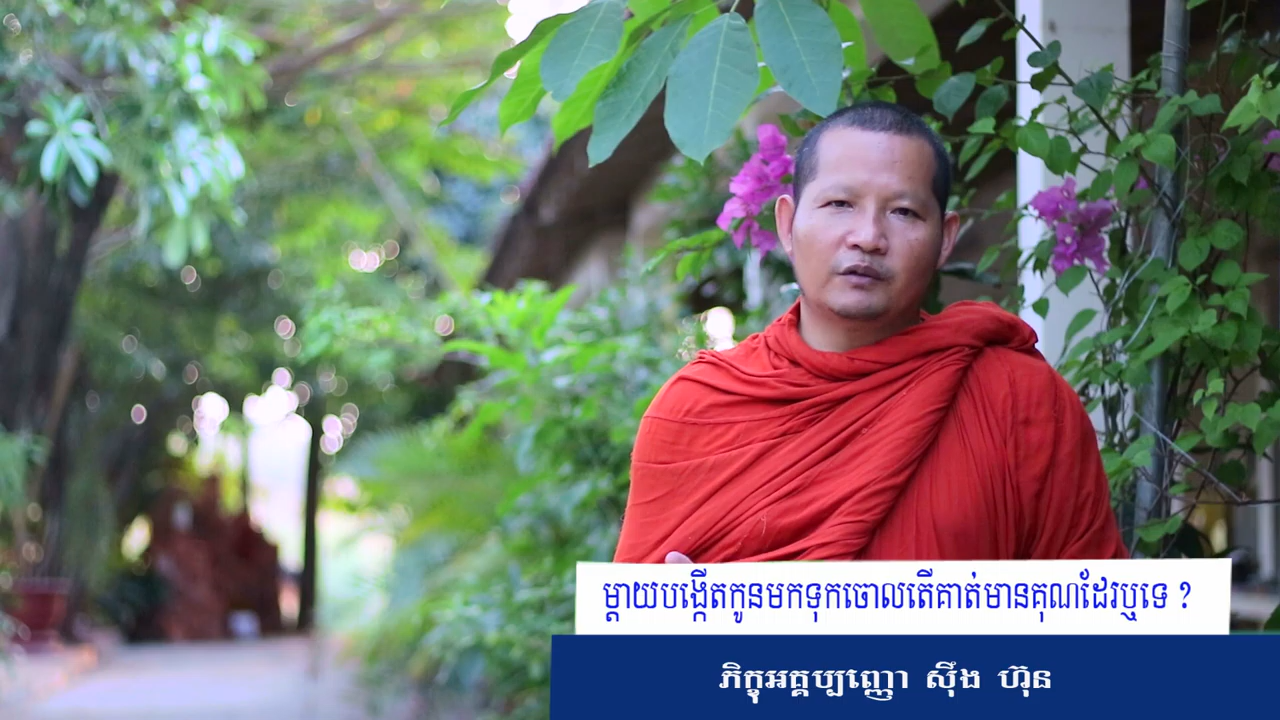 ម្ដាយបង្កើតកូនមកទុកចោលតើគាត់មានគុណដែរឬទេ ?
ភិក្ខុអគ្គប្បញ្ញោ ស៊ឹង ហ៊ុន